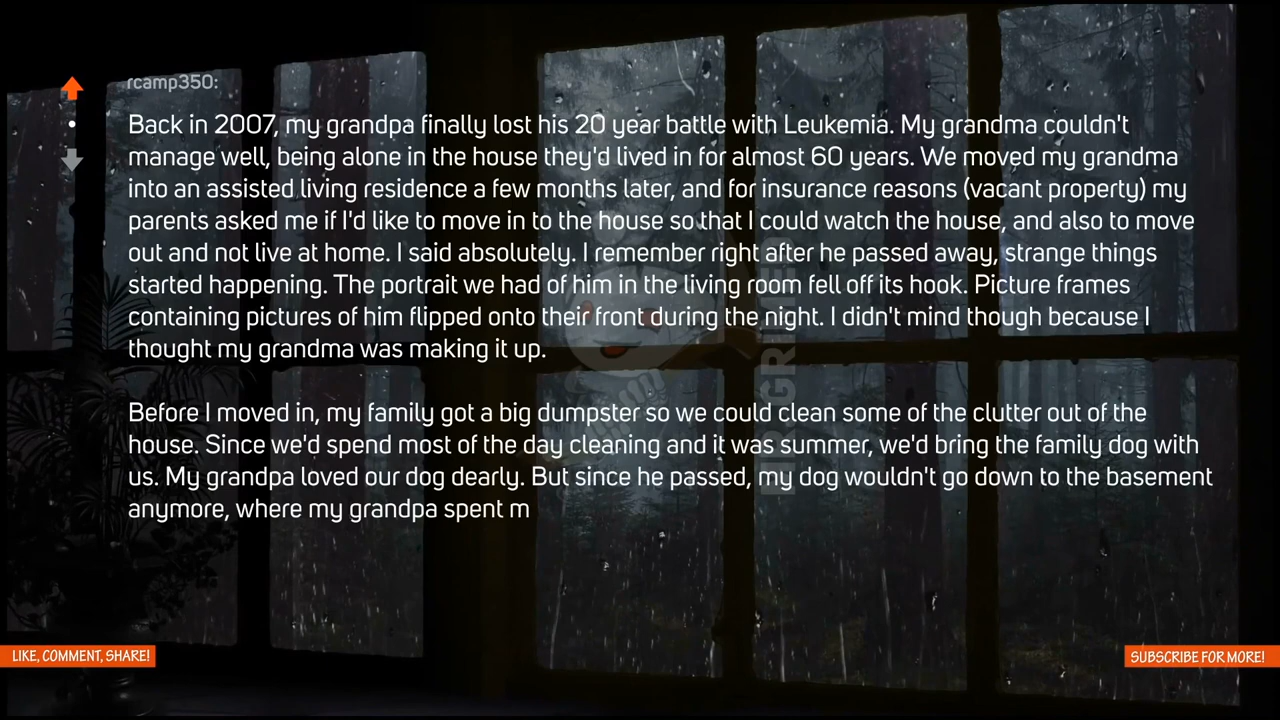 rcamp350:
Back in 2007, my grandpa finally lost his 20 year battle with Leukemia. My grandma couldn't
manage well, being alone in the house they'd lived in for almost 60 years. We moved my grandma
into an assisted living residence a few months later, and for insurance reasons (vacant property) my
parents asked me if I'd like to move in to the house so that I could watch the house, and also to move
out and not live at home. I said absolutely. I remember right after he passed away, strange things
started happening. The portrait we had of him in the living room fell off its hook. Picture frames
containing pictures of him flipped onto their front during the night. I didn't mind though because I
thought my grandma was making it up.
Before I moved in, my family got a big dumpster so we could clean some of the clutter out of the
house. Since we'd spend most of the day cleaning and it was summer, we'd bring the family dog with
us. My grandpa loved our dog dearly. But since he passed, my dog wouldn't go down to the basement
anymore, where my grandpa spent m
LIKE, COMMENT, SHARE!
SUBSCRIBE FOR MORE!